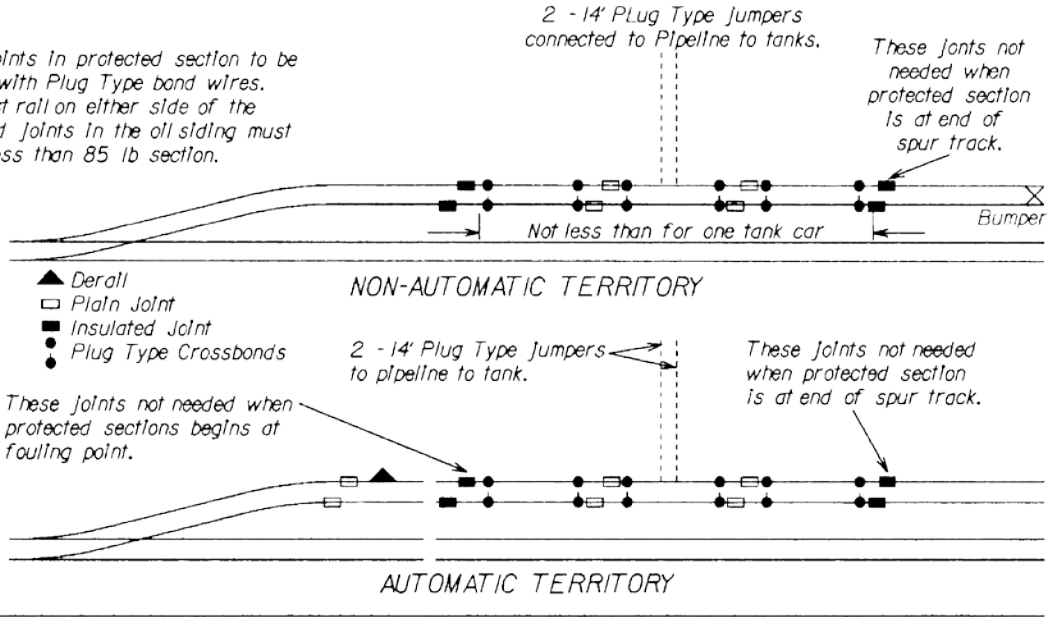 2 - 14' PLug Type jumpers
connected to Pipeline to tanks.
These jonts not
needed when
protected section
is at end of
spur track.
ints in protected section to be
with Plug Type bond wires.
t rail on either side of the
d joints in the oil siding must
ess than 85 lb section.
Bumper
Not less than for one tank car
NON-AUTOMATIC TERRITORY
Derail
Plain Joint
Insulated Joint
Plug Type Crossbonds
2 - 14' Plug Type Jumpers
to pipeline to tank.
These joints not needed
when protected section
is at end of spur track.
These joints not needed when
protected sections begins at
fouling point.
AUTOMATIC TERRITORY